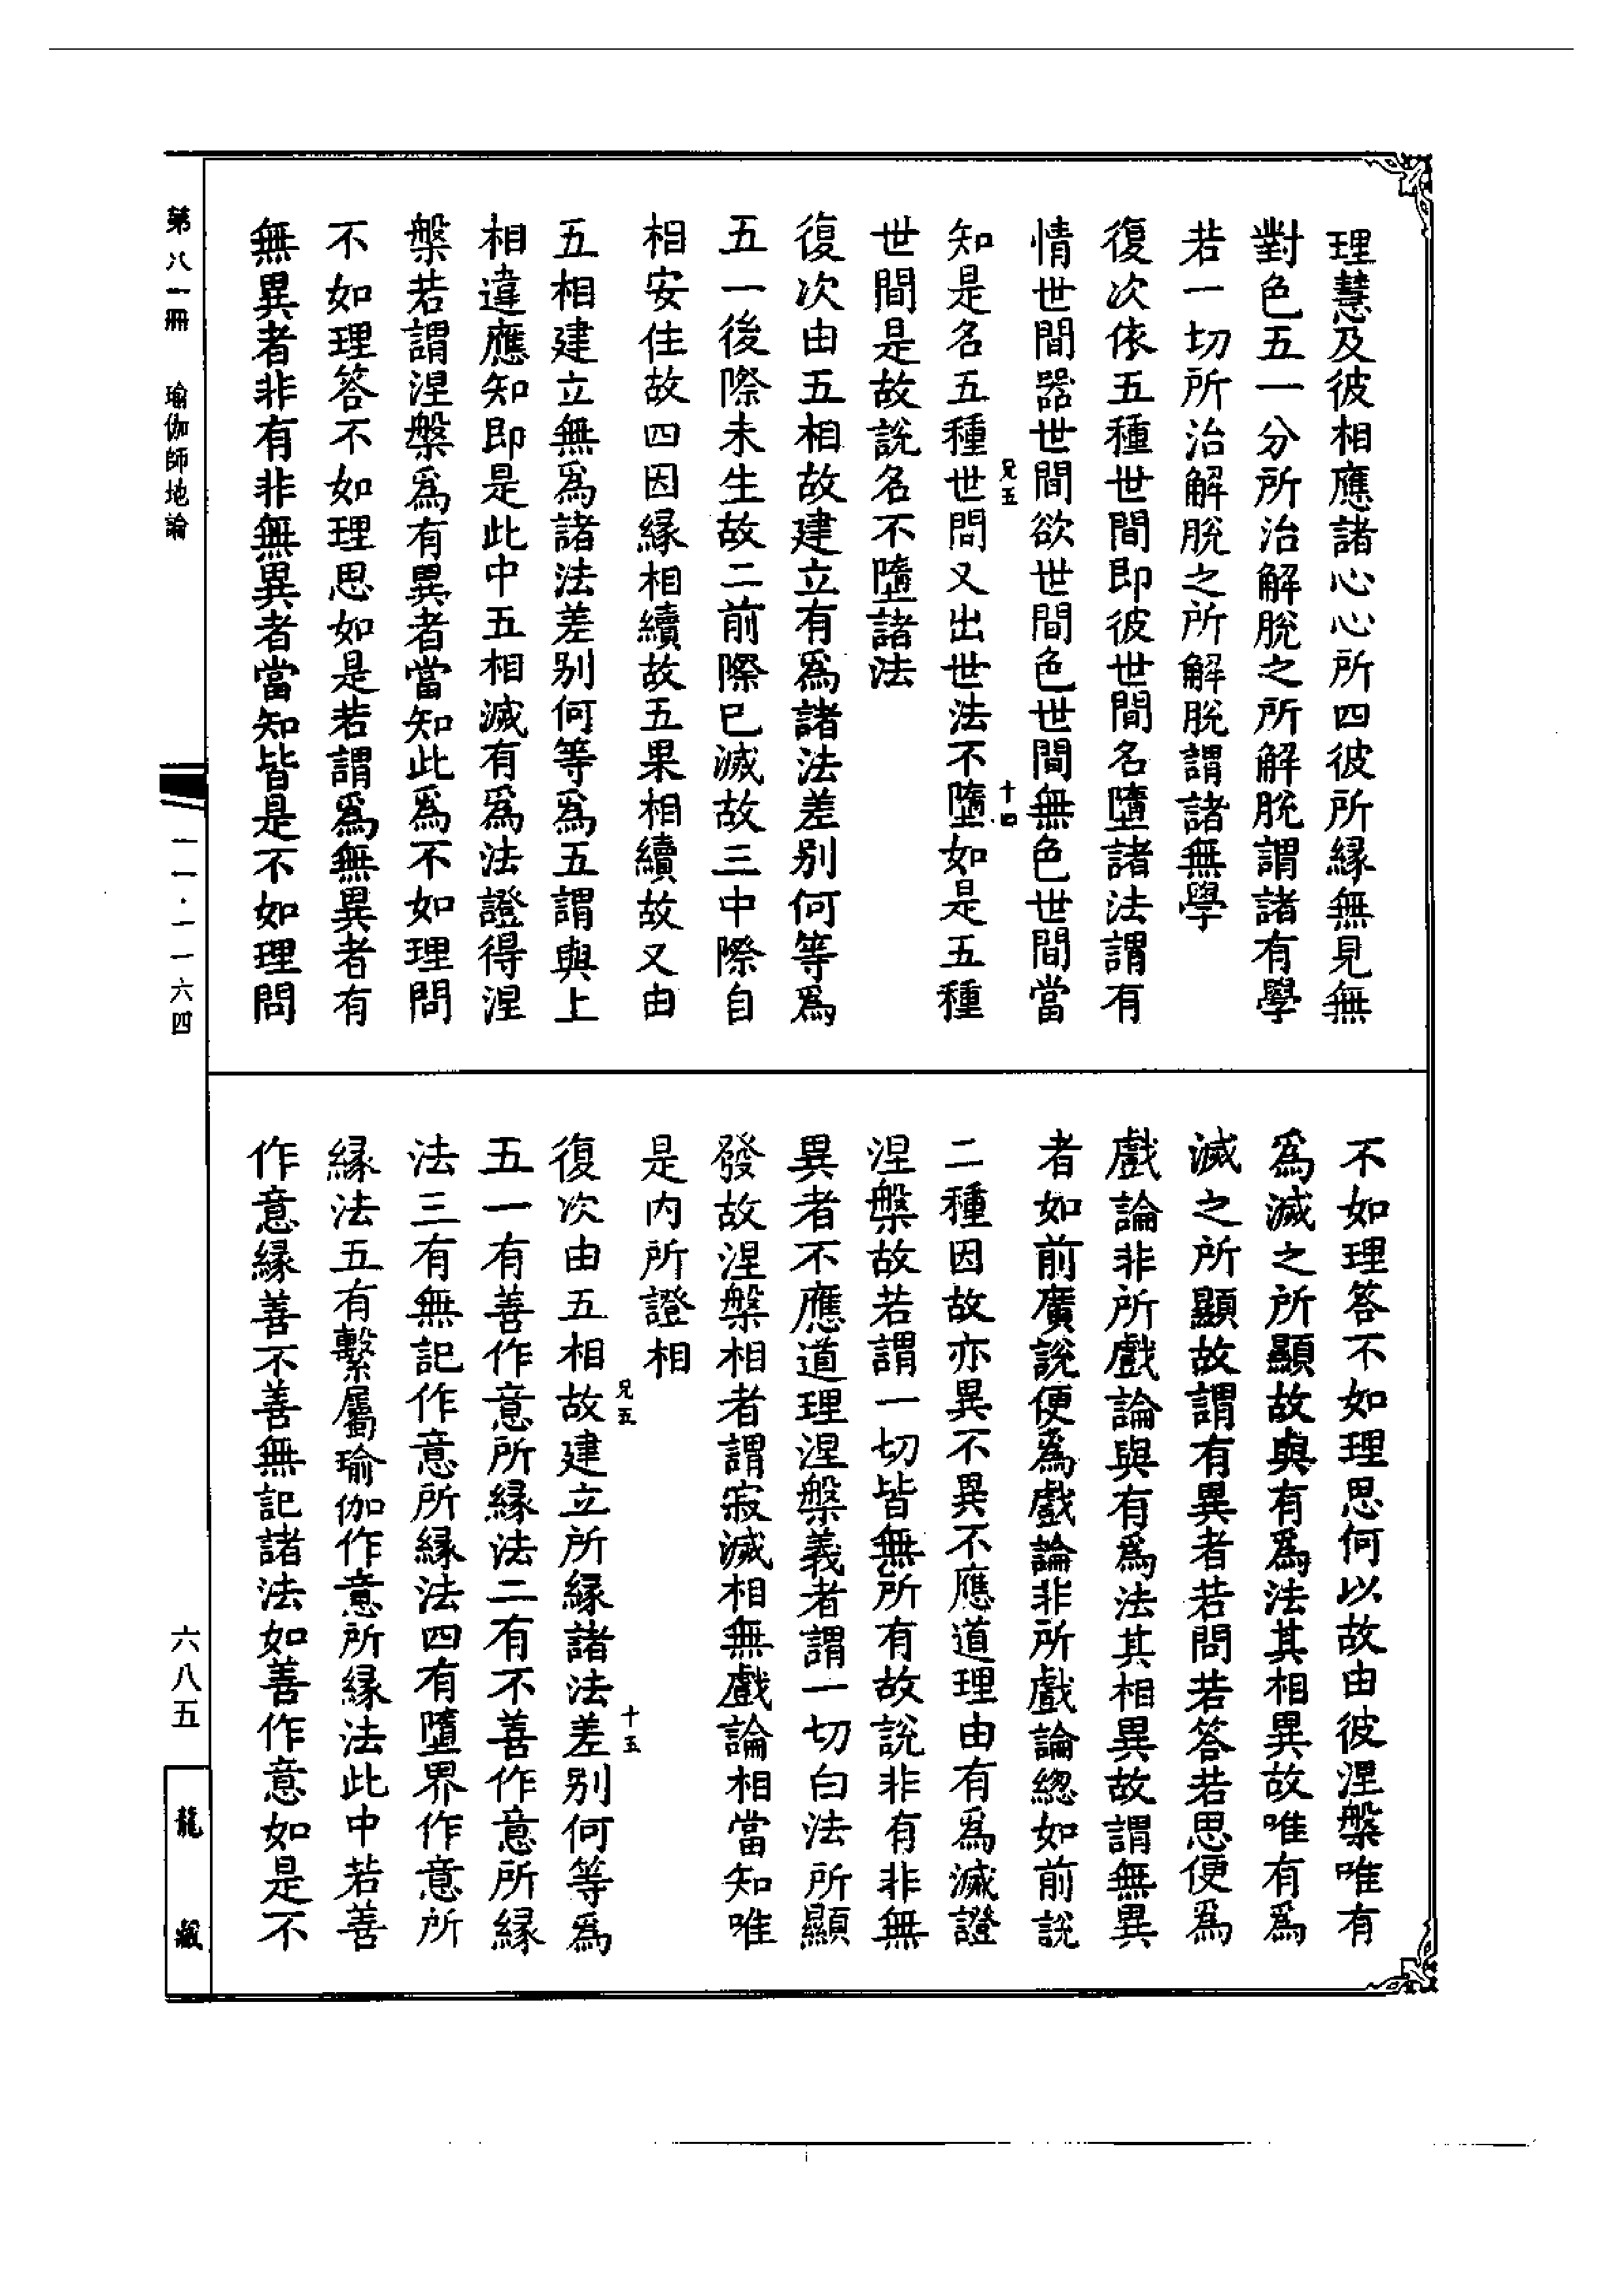 理慧及彼相應諸心心所四彼所緣無見無
對色五一分所治解脫之所解脫謂諸有學
若一切所治解脫之所解脫謂諸無學
復次依五種世間即彼世間名墮諸法謂有
情世間器世間欲世間色世間無色世間當
兄五
十四
知是名五種世間又出世法不墮如是五種
世間是故說名不墮諸法
復次由五相故建立有爲諸法差別何等爲
五一後際未生故二前際已滅故三中際自
相安住故四因緣相續故五果相續故又由
五相建立無爲諸法差別何等爲五謂與上
相違應知即是此中五相滅有爲法證得涅
槃若謂涅槃爲有異者當知此爲不如理問
不如理答不如理思如是若謂爲無異者有
無異者非有非無異者當知皆是不如理問
不如理答不如理思何以故由彼涅槃唯有
爲滅之所顯故與有爲法其相異故唯有爲
滅之所顯故謂有異者若問若答若思便爲
戲論非所戲論與有爲法其相異故謂無異
者如前廣說便爲戲論非所戲論總如前說
二種因故亦異不異不應道理由有爲滅證
涅槃故若謂一切皆無所有故說非有非無
異者不應道理涅槃義者謂一切白法所顯
發故涅槃相者謂寂滅相無戲論相當知唯
是內所證相
兄五
十五
復次由五相故建立所緣諸法差別何等爲
五一有善作意所緣法二有不善作意所緣
法三有無記作意所緣法四有墮界作意所
緣法五有繫屬瑜伽作意所緣法此中若善
作意緣善不善無記諸法如善作意如是不
第八一冊 瑜伽師地論
一一·一一六四
六八五
龍藏